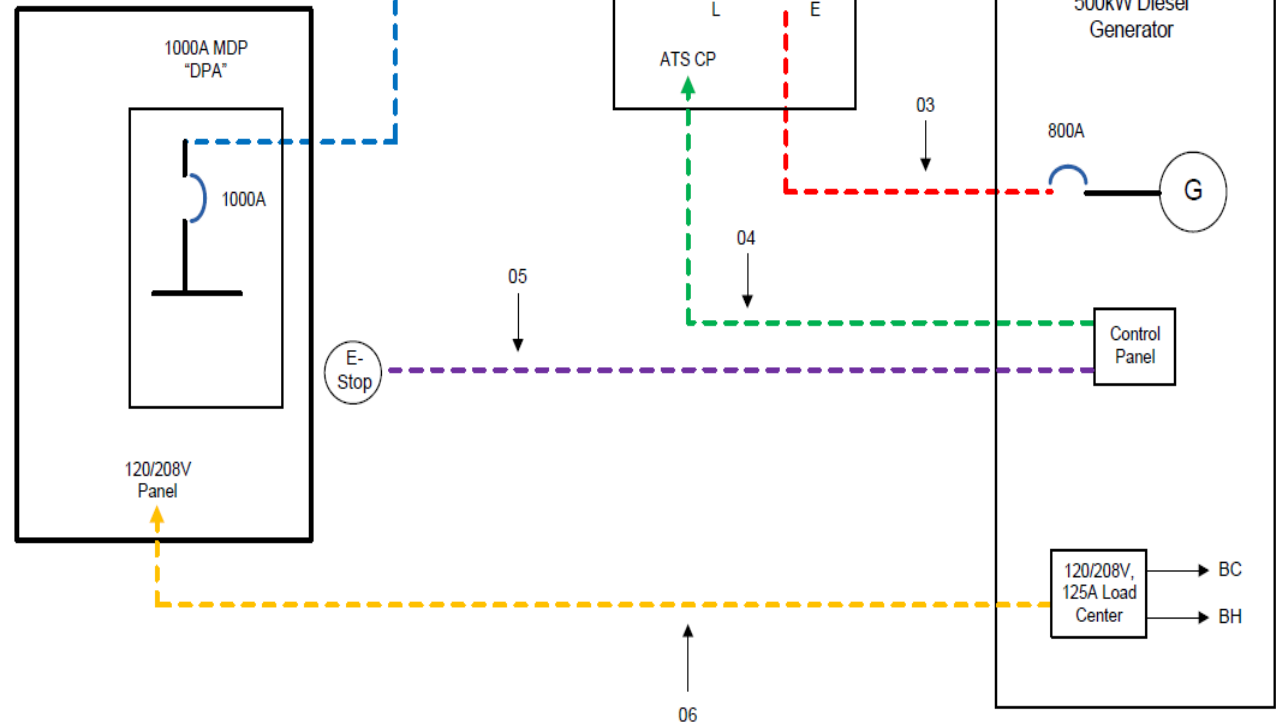 L
E
500kW Diesel
Generator
1000A MDP
“DPA”
ATS CP
03
800A
1000A
G
04
05
Control
Panel
E-
Stop
120/208V
Panel
120/208V,
125A Load
Center
BC
BH
06